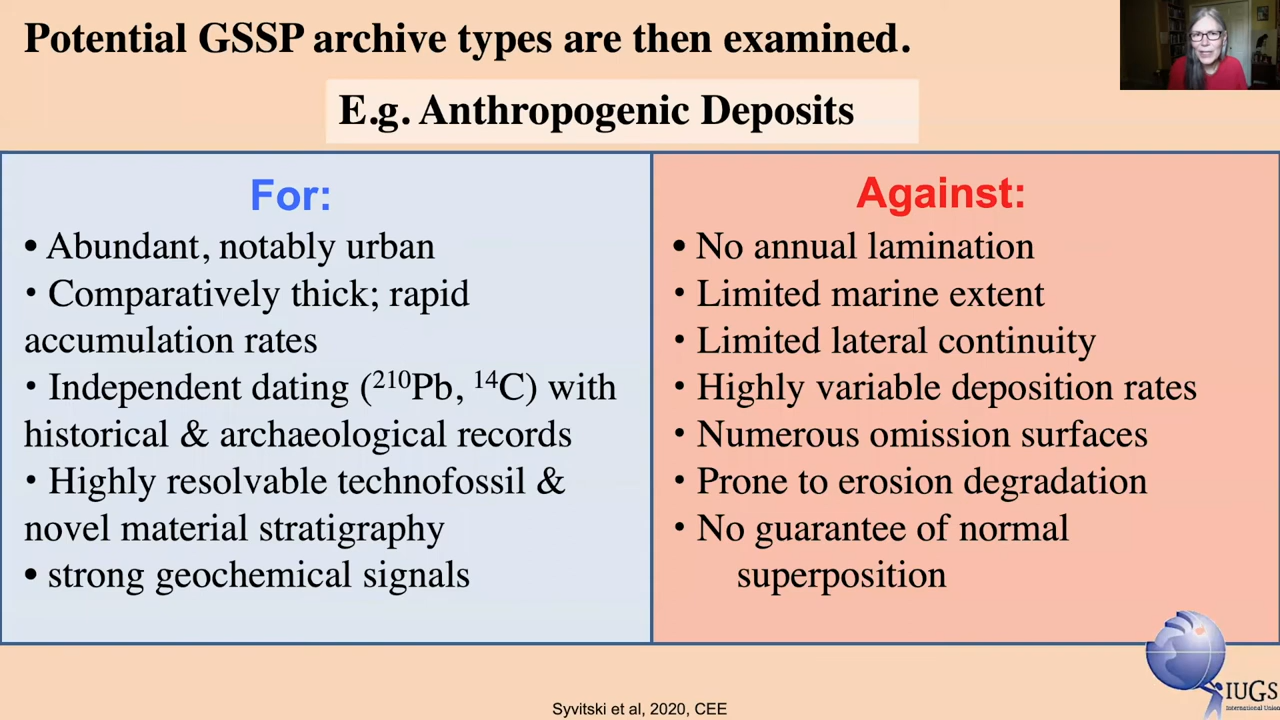 Potential GSSP archive types are then examined.
E.g. Anthropogenic Deposits
For:
• Abundant, notably urban
• Comparatively thick; rapid
accumulation rates
• Independent dating (²¹⁰Pb, ¹⁴C) with
historical & archaeological records
• Highly resolvable technofossil &
novel material stratigraphy
• strong geochemical signals
Against:
• No annual lamination
• Limited marine extent
• Limited lateral continuity
• Highly variable deposition rates
• Numerous omission surfaces
• Prone to erosion degradation
• No guarantee of normal
superposition
IUGS
International Union
Syvitski et al, 2020, CEE